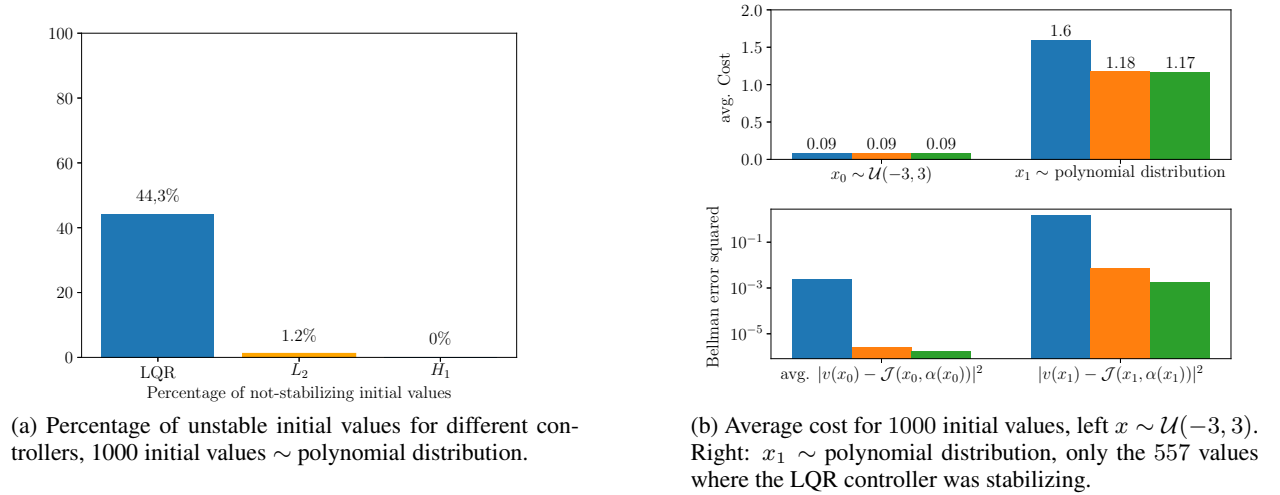 100
80
60
40
20
0
44,3%
1.2%
0%
LQR
L₂
H₁
Percentage of not-stabilizing initial values
(a) Percentage of unstable initial values for different con-
trollers, 1000 initial values ∼ polynomial distribution.
2.0
1.5
1.0
0.5
0.0
avg. Cost
0.09
0.09
0.09
1.6
1.18
1.17
x₀ ∼ 𝒰(−3, 3)
x₁ ∼ polynomial distribution
10⁻¹
10⁻³
10⁻⁵
Bellman error squared
avg. |v(x₀) − 𝒥(x₀, α(x₀))|²
|v(x₁) − 𝒥(x₁, α(x₁))|²
(b) Average cost for 1000 initial values, left x ∼ 𝒰(−3, 3).
Right: x₁ ∼ polynomial distribution, only the 557 values
where the LQR controller was stabilizing.